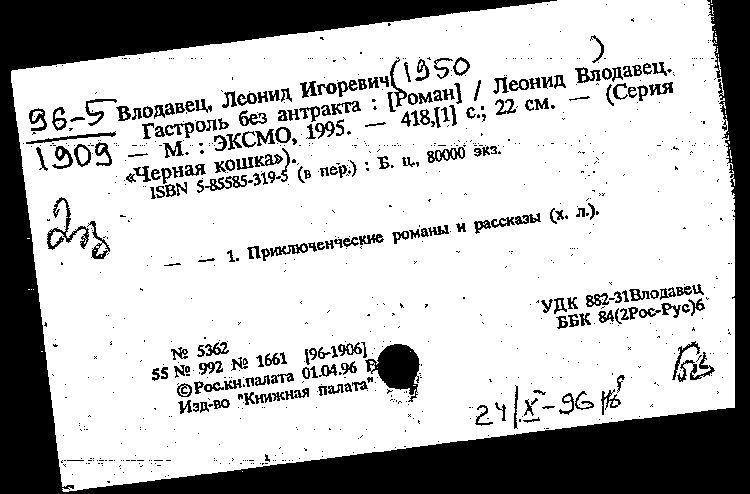 (1950 )
96-5 Влодавец, Леонид Игоревич
Гастроль без антракта : [Роман] / Леонид Влодавец.
1909 — М. : ЭКСМО, 1995. — 418,[1] с.; 22 см. — (Серия
«Черная кошка»).
ISBN 5-85585-319-5 (в пер.) : Б. ц., 80000 экз.
2 эз
— — 1. Приключенческие романы и рассказы (х. л.).
УДК 882-31Влодавец
ББК 84(2Рос-Рус)6
№ 5362
55 № 992 № 1661 [96-1906]
©Рос.кн.палата 01.04.96
Изд-во "Книжная палата"
24/X-96